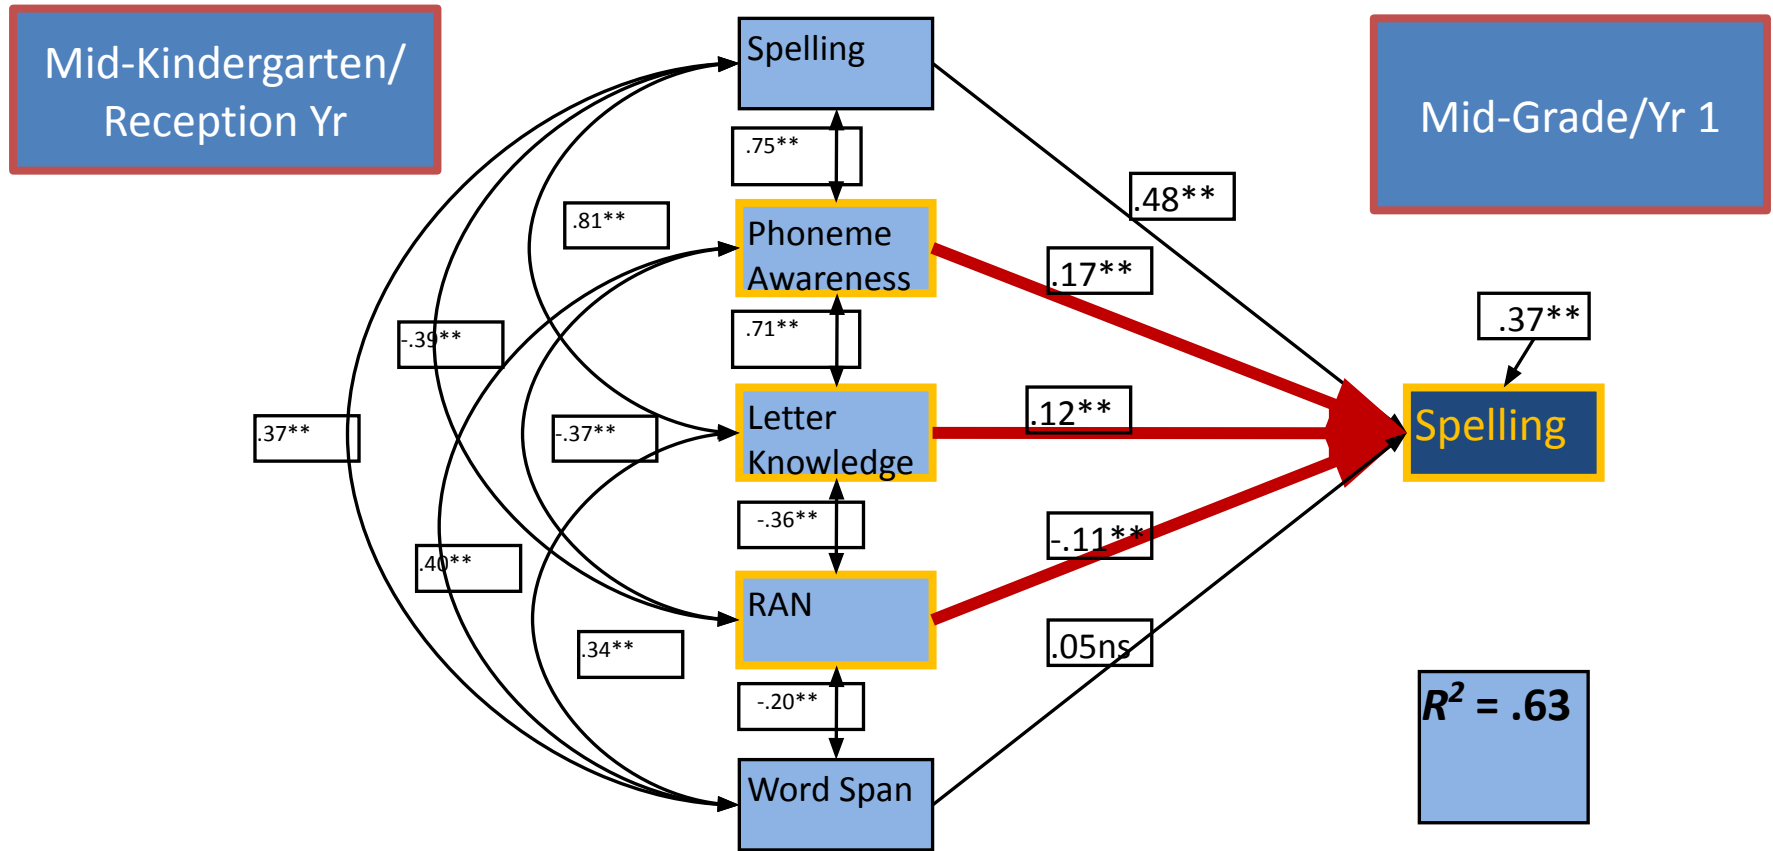 Mid-Kindergarten/
Reception Yr
Spelling
Mid-Grade/Yr 1
.75**
.48**
.81**
Phoneme
Awareness
.17**
.37**
-.39**
.71**
.37**
-.37**
Letter
Knowledge
.12**
Spelling
-.36**
-.11**
.40**
RAN
.34**
.05ns
-.20**
R² = .63
Word Span